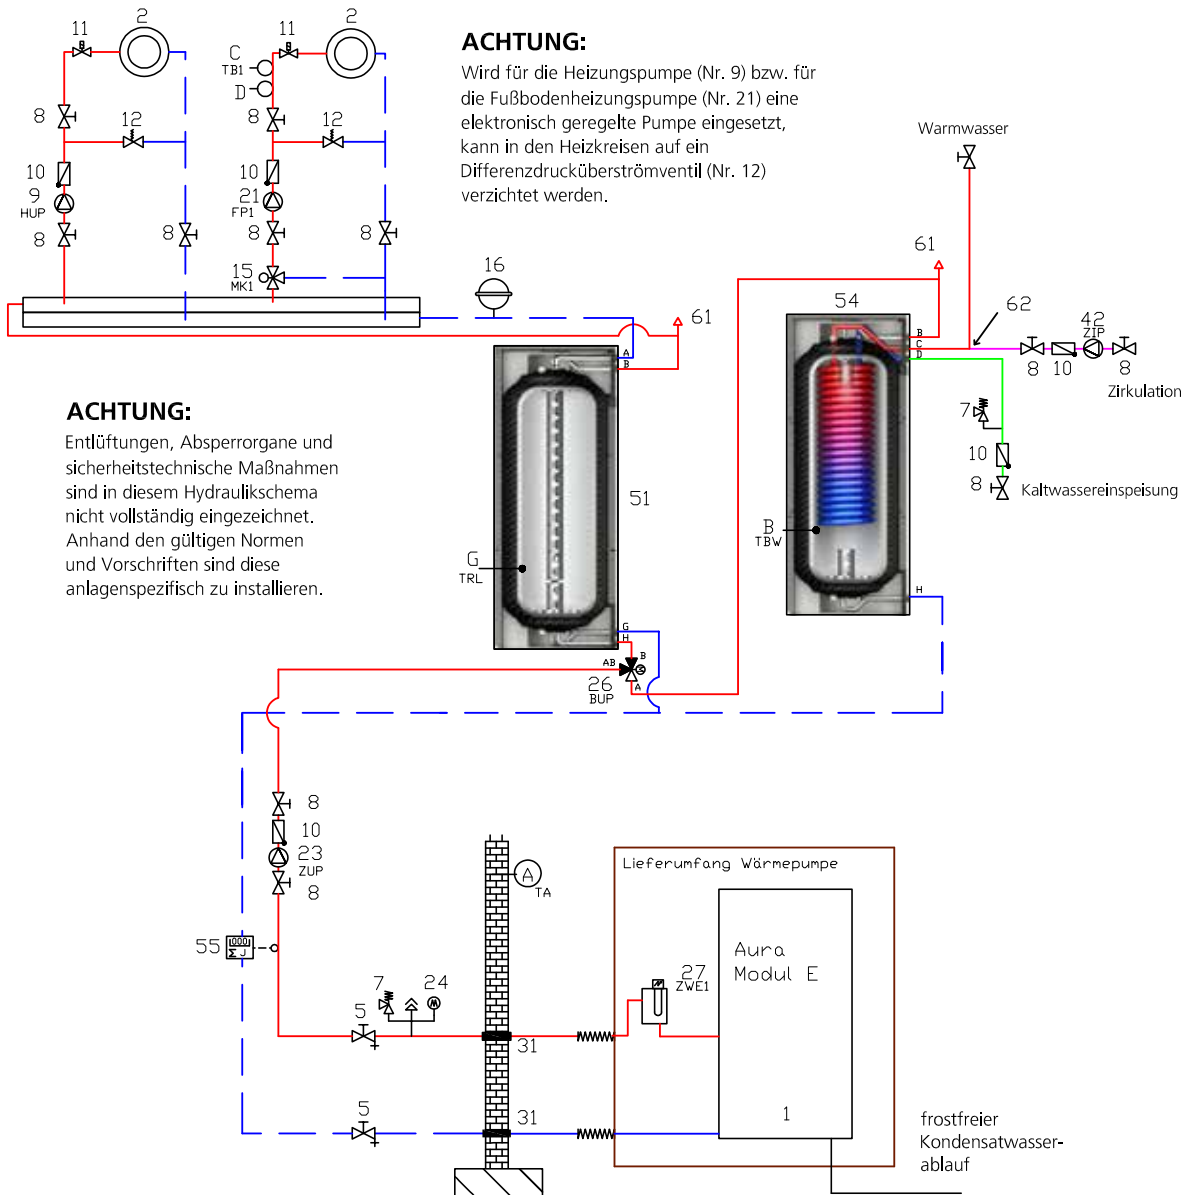 11
2
11
2
C
TB1
D
8
8
12
12
10
10
9
HUP
21
FP1
8
8
8
8
15
MK1
ACHTUNG:
Wird für die Heizungspumpe (Nr. 9) bzw. für
die Fußbodenheizungspumpe (Nr. 21) eine
elektronisch geregelte Pumpe eingesetzt,
kann in den Heizkreisen auf ein
Differenzdrucküberströmventil (Nr. 12)
verzichtet werden.
Warmwasser
61
16
61
54
62
42
ZIP
B
C
D
8
10
8
Zirkulation
7
10
8
Kaltwassereinspeisung
A
B
ACHTUNG:
Entlüftungen, Absperrorgane und
sicherheitstechnische Maßnahmen
sind in diesem Hydraulikschema
nicht vollständig eingezeichnet.
Anhand den gültigen Normen
und Vorschriften sind diese
anlagenspezifisch zu installieren.
51
G
TRL
B
TBW
H
G
H
AB
B
M
A
26
BUP
8
10
23
ZUP
8
55
000
Σ J
7
24
5
31
5
31
A
TA
Lieferumfang Wärmepumpe
Aura
Modul E
27
ZWE1
1
frostfreier
Kondensatwasser-
ablauf